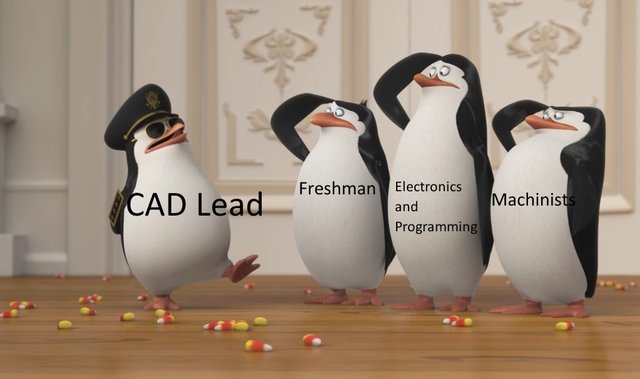 CAD Lead
Freshman
Electronics
and
Programming
Machinists